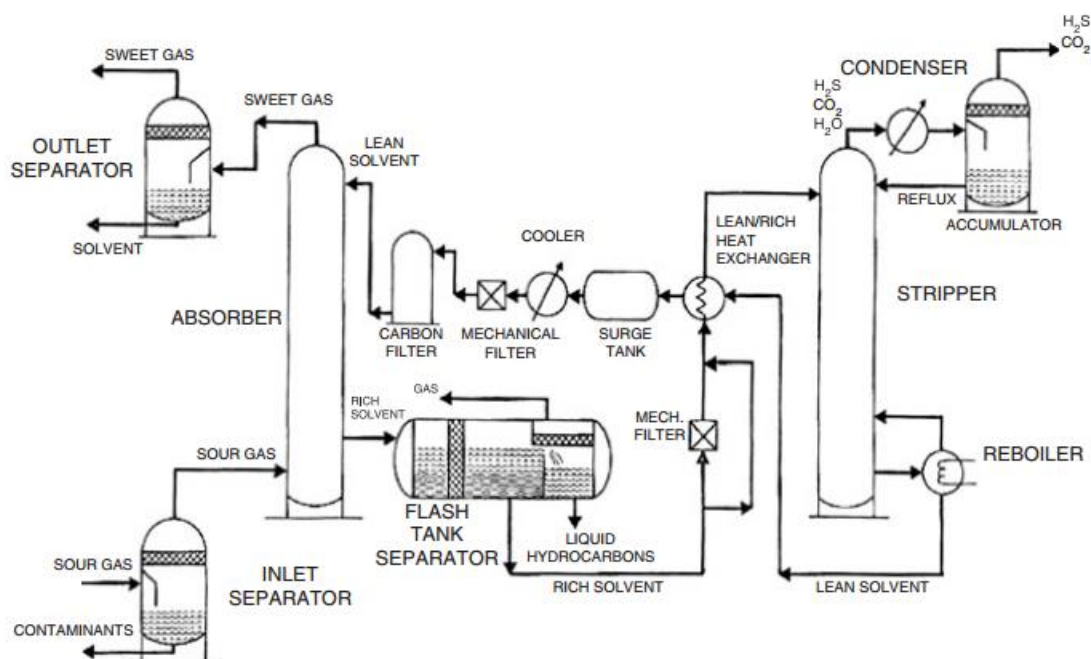 SWEET GAS
SWEET GAS
OUTLET
SEPARATOR
SOLVENT
LEAN
SOLVENT
ABSORBER
CARBON
FILTER
MECHANICAL
FILTER
COOLER
SURGE
TANK
LEAN/RICH
HEAT
EXCHANGER
H₂S
CO₂
H₂O
CONDENSER
H₂S
CO₂
REFLUX
ACCUMULATOR
STRIPPER
REBOILER
LEAN SOLVENT
MECH.
FILTER
GAS
RICH
SOLVENT
FLASH
TANK
SEPARATOR
LIQUID
HYDROCARBONS
RICH SOLVENT
SOUR GAS
SOUR GAS
INLET
SEPARATOR
CONTAMINANTS